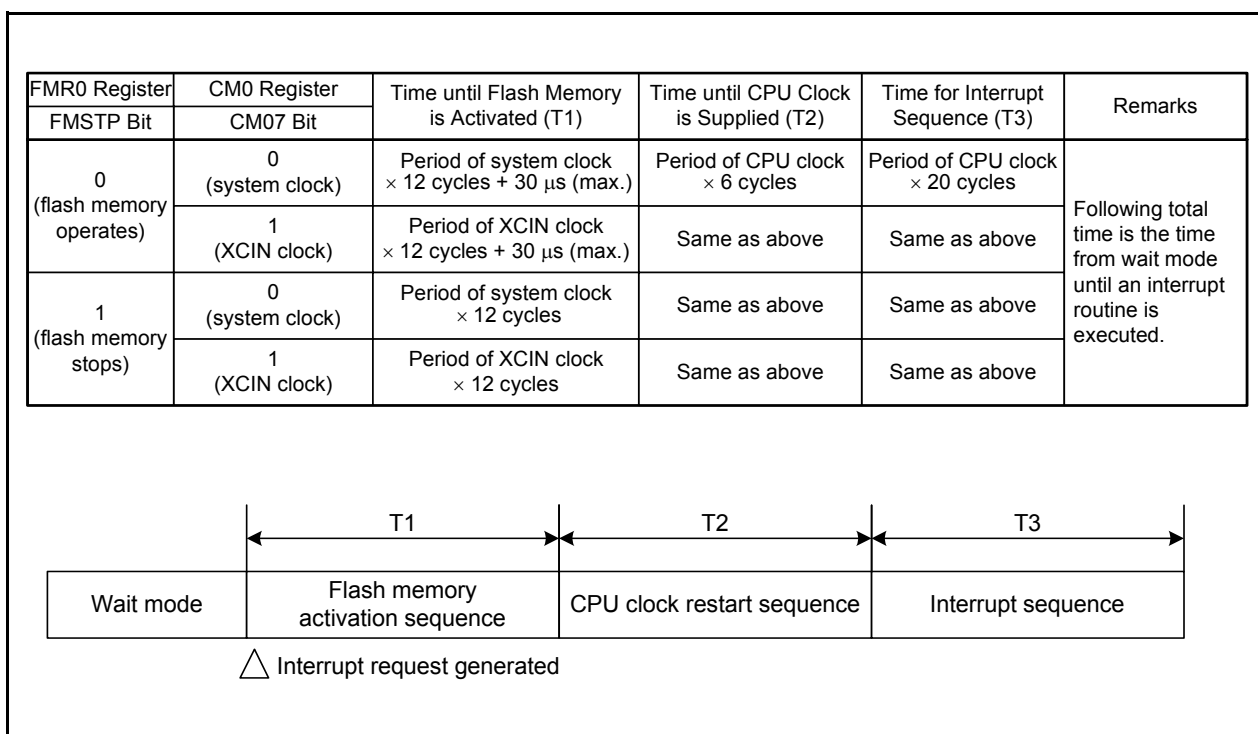 FMR0 Register
CM0 Register
Time until Flash Memory
is Activated (T1)
Time until CPU Clock
is Supplied (T2)
Time for Interrupt
Sequence (T3)
Remarks
FMSTP Bit
CM07 Bit
0
(flash memory
operates)
0
(system clock)
Period of system clock
× 12 cycles + 30 μs (max.)
Period of CPU clock
× 6 cycles
Period of CPU clock
× 20 cycles
Following total
time is the time
from wait mode
until an interrupt
routine is
executed.
1
(XCIN clock)
Period of XCIN clock
× 12 cycles + 30 μs (max.)
Same as above
Same as above
1
(flash memory
stops)
0
(system clock)
Period of system clock
× 12 cycles
Same as above
Same as above
1
(XCIN clock)
Period of XCIN clock
× 12 cycles
Same as above
Same as above
T1
T2
T3
Wait mode
Flash memory
activation sequence
CPU clock restart sequence
Interrupt sequence
Interrupt request generated